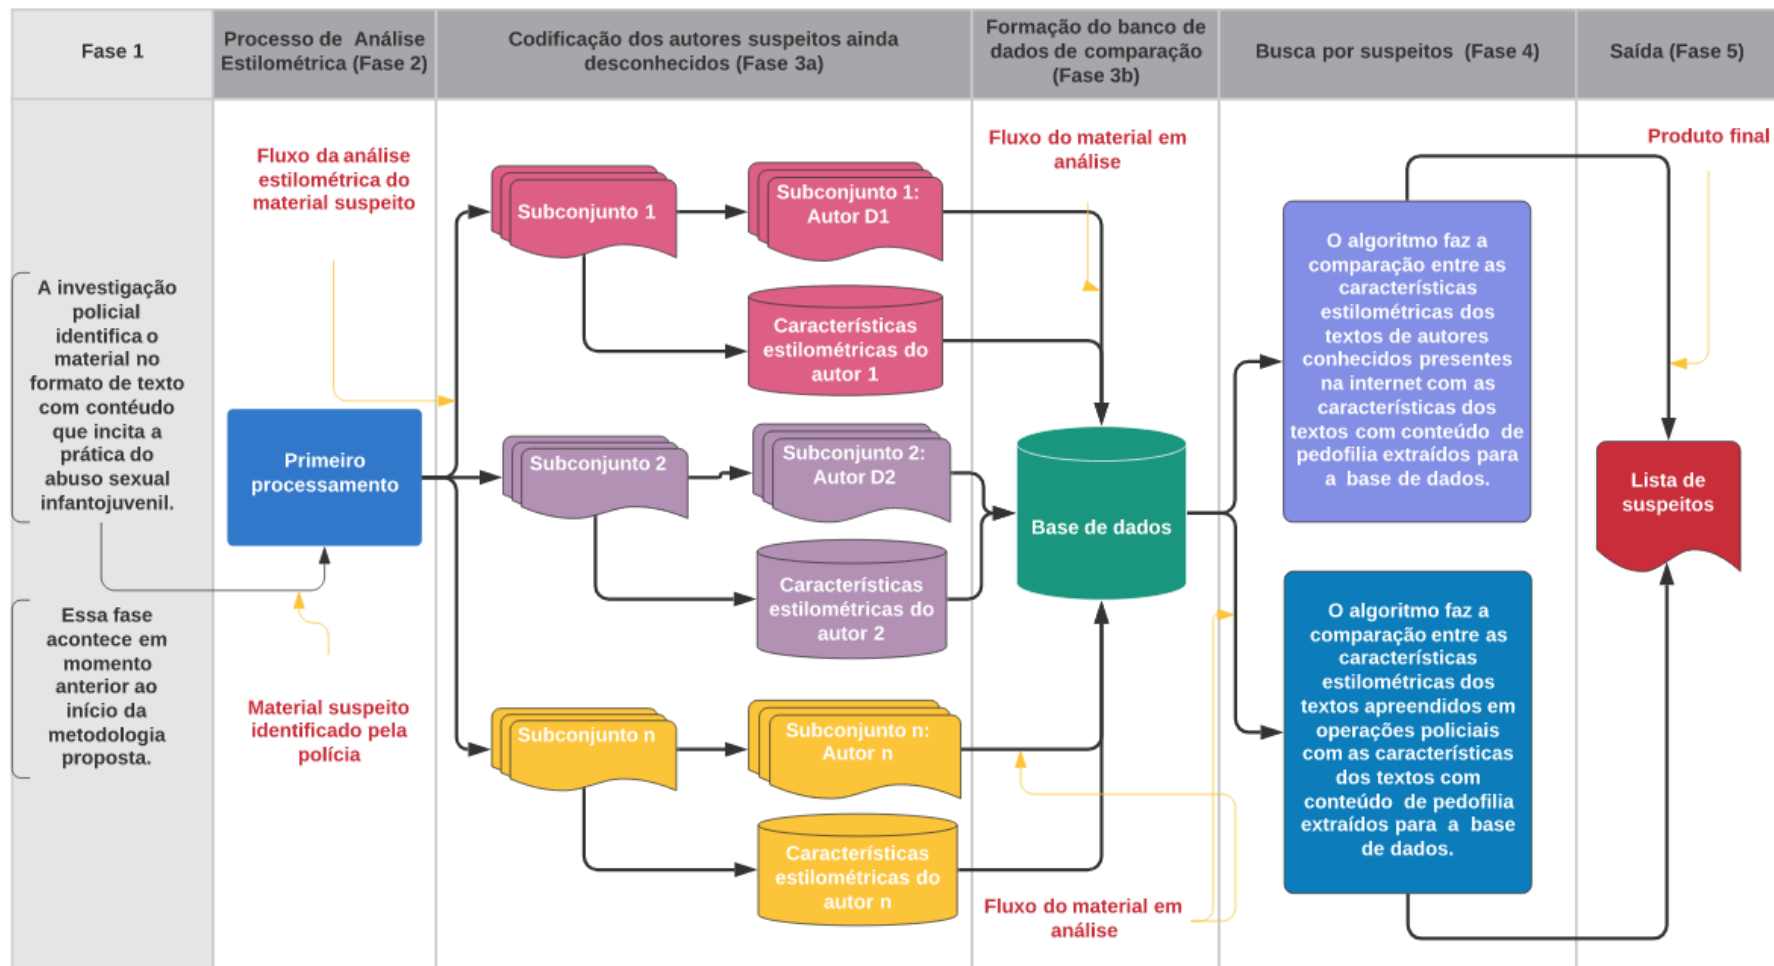 Fase 1
Processo de Análise
Estilométrica (Fase 2)
Codificação dos autores suspeitos ainda
desconhecidos (Fase 3a)
Formação do banco de
dados de comparação
(Fase 3b)
Busca por suspeitos (Fase 4)
Saída (Fase 5)
A investigação
policial
identifica o
material no
formato de texto
com contéudo
que incita a
prática do
abuso sexual
infantojuvenil.
Essa fase
acontece em
momento
anterior ao
início da
metodologia
proposta.
Fluxo da análise
estilométrica do
material suspeito
Primeiro
processamento
Material suspeito
identificado pela
polícia
Subconjunto 1
Subconjunto 1:
Autor D1
Características
estilométricas do
autor 1
Subconjunto 2
Subconjunto 2:
Autor D2
Características
estilométricas do
autor 2
Subconjunto n
Subconjunto n:
Autor n
Características
estilométricas do
autor n
Fluxo do material em
análise
Base de dados
Fluxo do material em
análise
O algoritmo faz a
comparação entre as
características
estilométricas dos
textos de autores
conhecidos presentes
na internet com as
características dos
textos com conteúdo de
pedofilia extraídos para
a base de dados.
O algoritmo faz a
comparação entre as
características
estilométricas dos
textos apreendidos em
operações policiais
com as características
dos textos com
conteúdo de pedofilia
extraídos para a base
de dados.
Produto final
Lista de
suspeitos